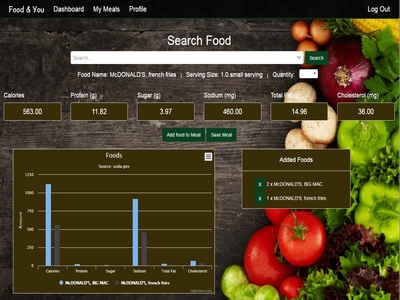 Food & You Dashboard My Meals Profile Log Out
Search Food
Search Search
Food Name: McDONALD'S, french fries | Serving Size: 1.0 small serving | Quantity:
Calories Protein (g) Sugar (g) Sodium (mg) Total Fat Cholesterol (mg)
563.00 11.82 3.97 460.00 14.96 36.00
Add food to Meal Save Meal
Foods
Source: usda.gov
Added Foods
x 2 x McDONALD'S, BIG MAC
x 1 x McDONALD'S, french fries
Amount
1250
1000
750
500
250
0
Calories Protein Sugar Sodium Total Fat Cholesterol
McDONALD'S, BIG MAC McDONALD'S, french fries